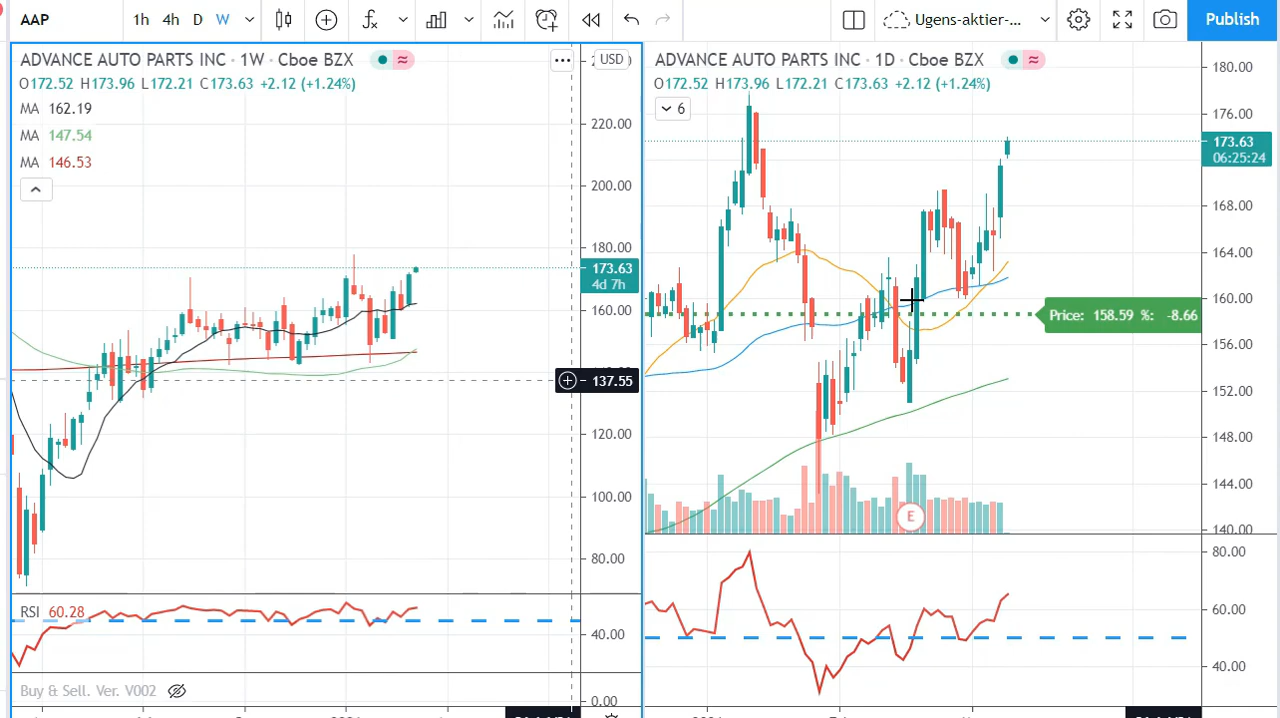 AAP
1h 4h D W
Ugens-aktier-...
Publish
ADVANCE AUTO PARTS INC · 1W · Cboe BZX
USD
O172.52 H173.96 L172.21 C173.63 +2.12 (+1.24%)
MA 162.19
MA 147.54
MA 146.53
220.00
200.00
180.00
173.63
4d 7h
160.00
137.55
120.00
100.00
80.00
RSI 60.28
40.00
Buy & Sell. Ver. V002
0.00
ADVANCE AUTO PARTS INC · 1D · Cboe BZX
O172.52 H173.96 L172.21 C173.63 +2.12 (+1.24%)
6
180.00
176.00
173.63
06:25:24
168.00
164.00
160.00
Price: 158.59 %: -8.66
156.00
152.00
148.00
144.00
E
140.00
80.00
60.00
40.00